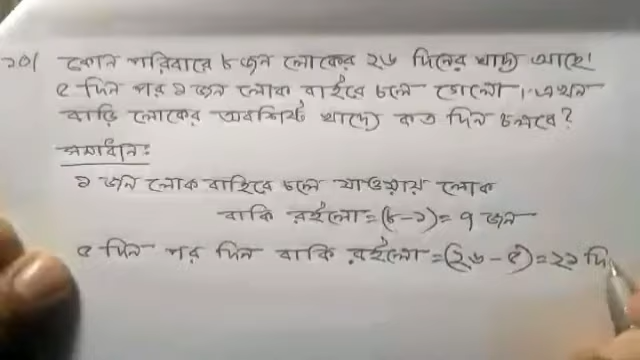 ১০। কোন পরিবারে ৮ জন লোকের ২৬ দিনের খাদ্য আছে।
৫ দিন পর ১ জন লোক বাইরে চলে গেলো। এখন
বাকি লোকের অবশিষ্ট খাদ্যে কত দিন চলবে?
সমাধান:
১ জন লোক বাহিরে চলে যাওয়ায় লোক
বাকি রইলো = (৮-১) = ৭ জন
৫ দিন পর দিন বাকি রইলো = (২৬ - ৫) = ২১ দি